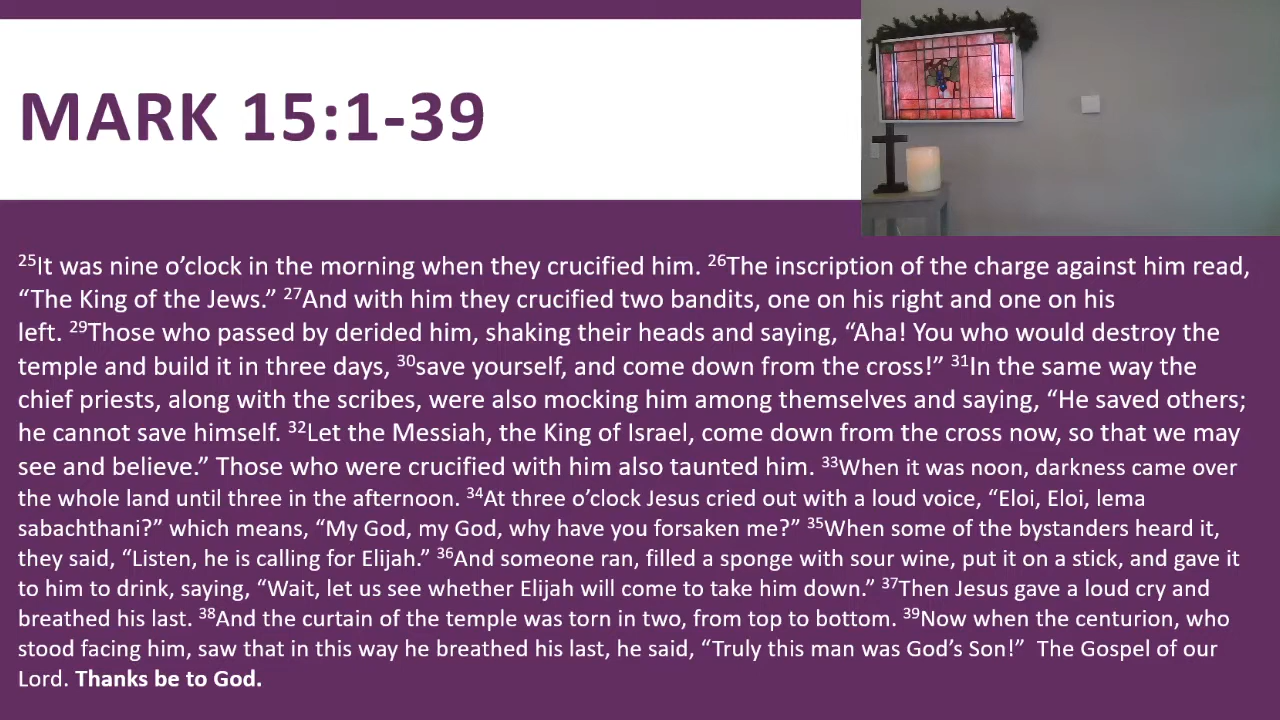 MARK 15:1-39
²⁵It was nine o’clock in the morning when they crucified him. ²⁶The inscription of the charge against him read,
“The King of the Jews.” ²⁷And with him they crucified two bandits, one on his right and one on his
left. ²⁹Those who passed by derided him, shaking their heads and saying, “Aha! You who would destroy the
temple and build it in three days, ³⁰save yourself, and come down from the cross!” ³¹In the same way the
chief priests, along with the scribes, were also mocking him among themselves and saying, “He saved others;
he cannot save himself. ³²Let the Messiah, the King of Israel, come down from the cross now, so that we may
see and believe.” Those who were crucified with him also taunted him. ³³When it was noon, darkness came over
the whole land until three in the afternoon. ³⁴At three o’clock Jesus cried out with a loud voice, “Eloi, Eloi, lema
sabachthani?” which means, “My God, my God, why have you forsaken me?” ³⁵When some of the bystanders heard it,
they said, “Listen, he is calling for Elijah.” ³⁶And someone ran, filled a sponge with sour wine, put it on a stick, and gave it
to him to drink, saying, “Wait, let us see whether Elijah will come to take him down.” ³⁷Then Jesus gave a loud cry and
breathed his last. ³⁸And the curtain of the temple was torn in two, from top to bottom. ³⁹Now when the centurion, who
stood facing him, saw that in this way he breathed his last, he said, “Truly this man was God’s Son!” The Gospel of our
Lord. Thanks be to God.